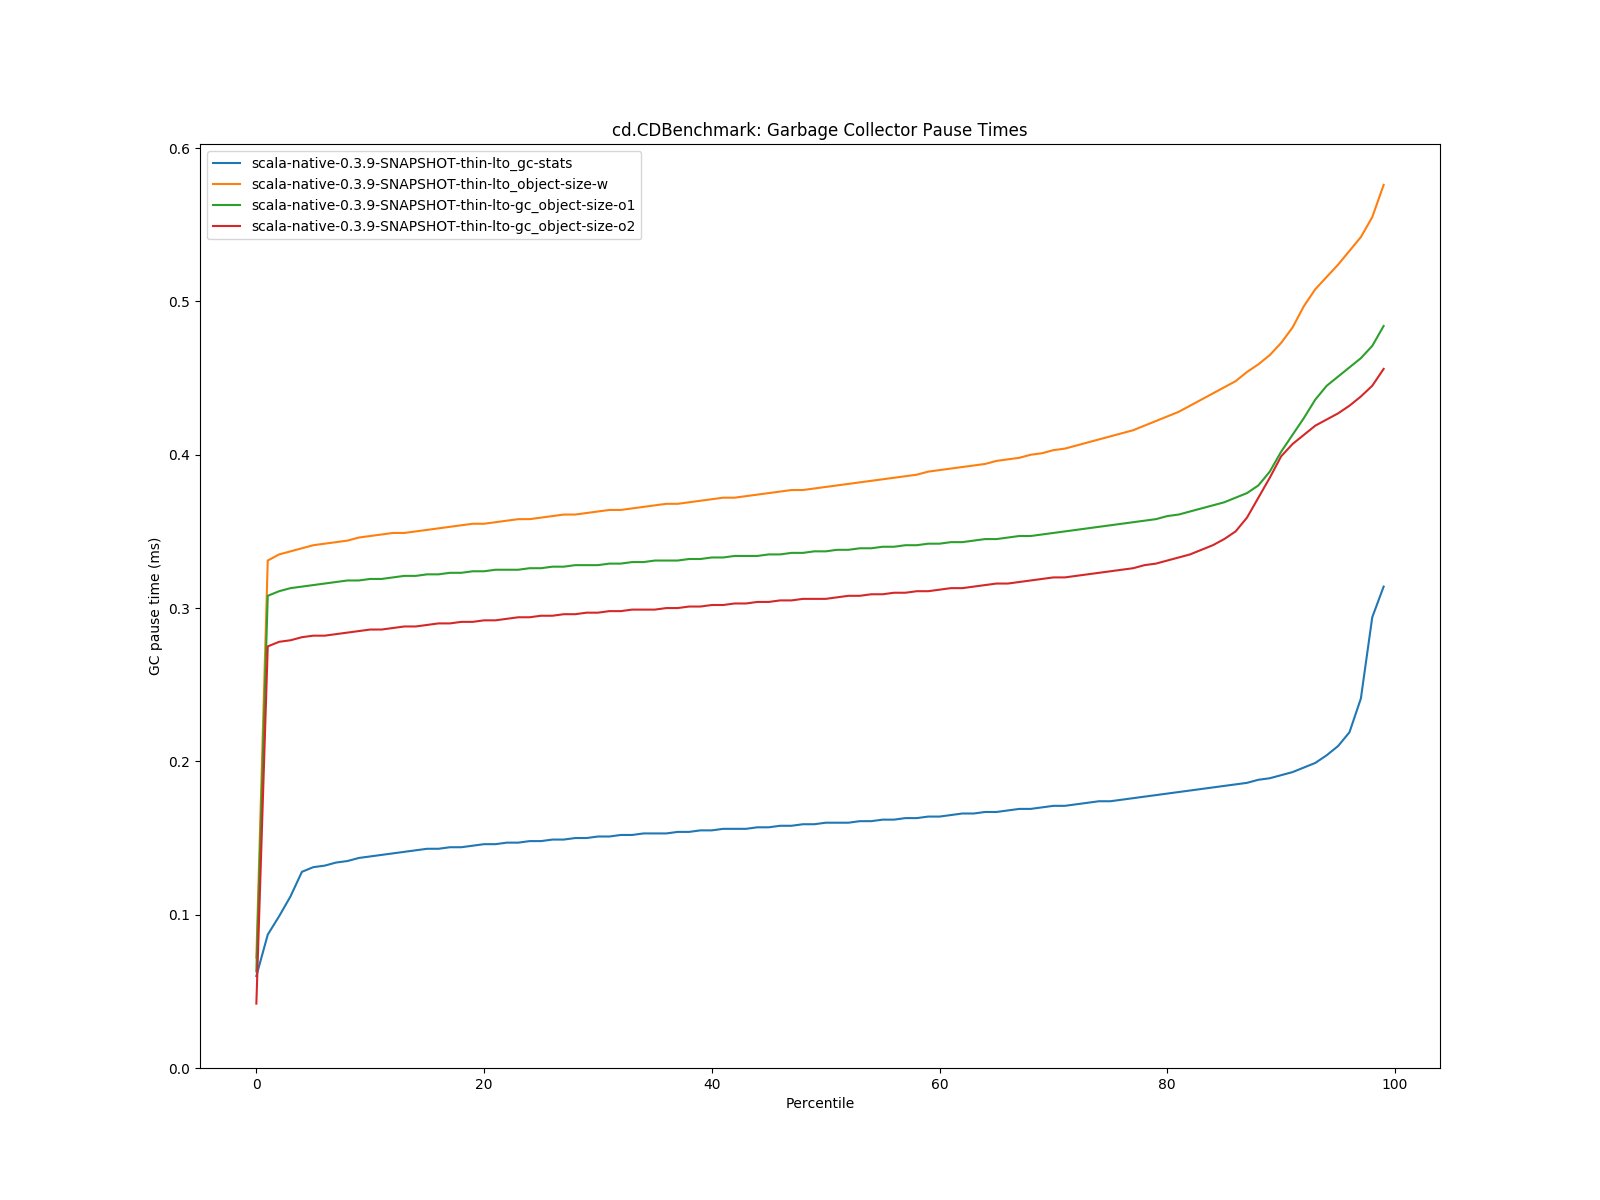 cd.CDBenchmark: Garbage Collector Pause Times
scala-native-0.3.9-SNAPSHOT-thin-lto_gc-stats
scala-native-0.3.9-SNAPSHOT-thin-lto_object-size-w
scala-native-0.3.9-SNAPSHOT-thin-lto-gc_object-size-o1
scala-native-0.3.9-SNAPSHOT-thin-lto-gc_object-size-o2
GC pause time (ms)
0.6
0.5
0.4
0.3
0.2
0.1
0.0
0 20 40 60 80 100
Percentile